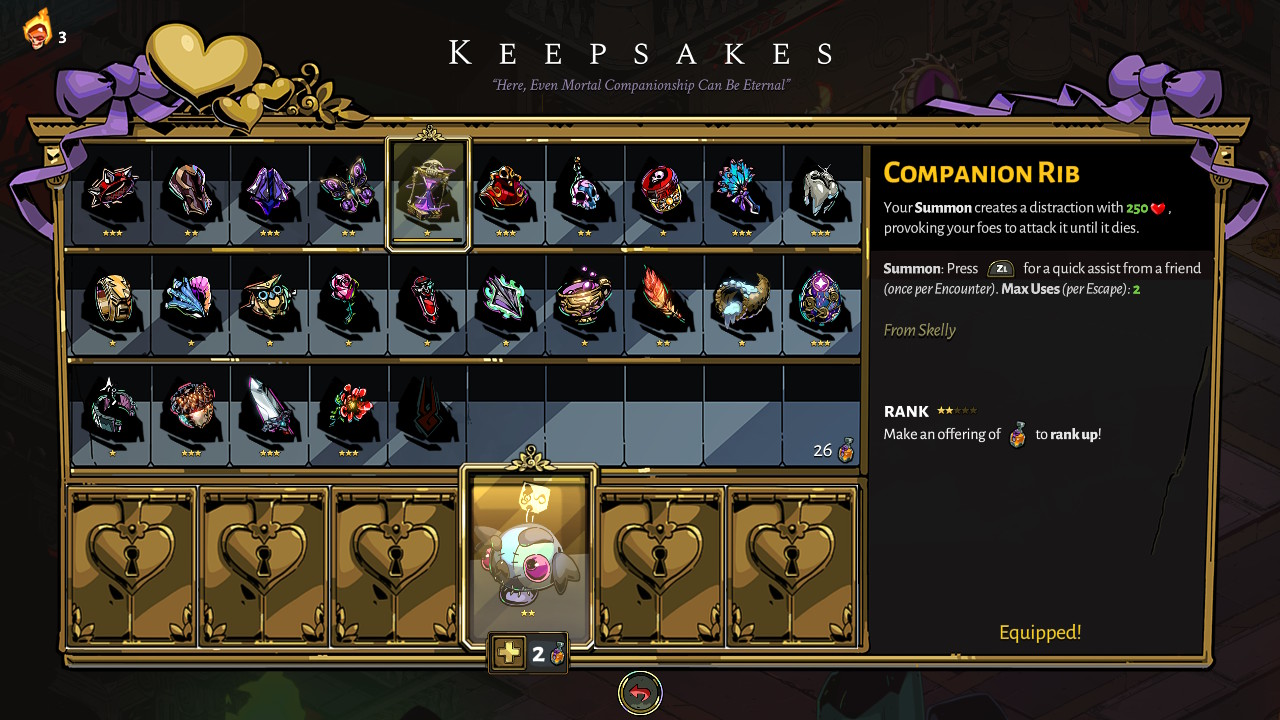 3
KEEPSAKES
"Here, Even Mortal Companionship Can Be Eternal"
COMPANION RIB
Your Summon creates a distraction with 250 ,
provoking your foes to attack it until it dies.
Summon: Press ZL for a quick assist from a friend
(once per Encounter). Max Uses (per Escape): 2
From Skelly
RANK
Make an offering of to rank up!
26
Equipped!
2